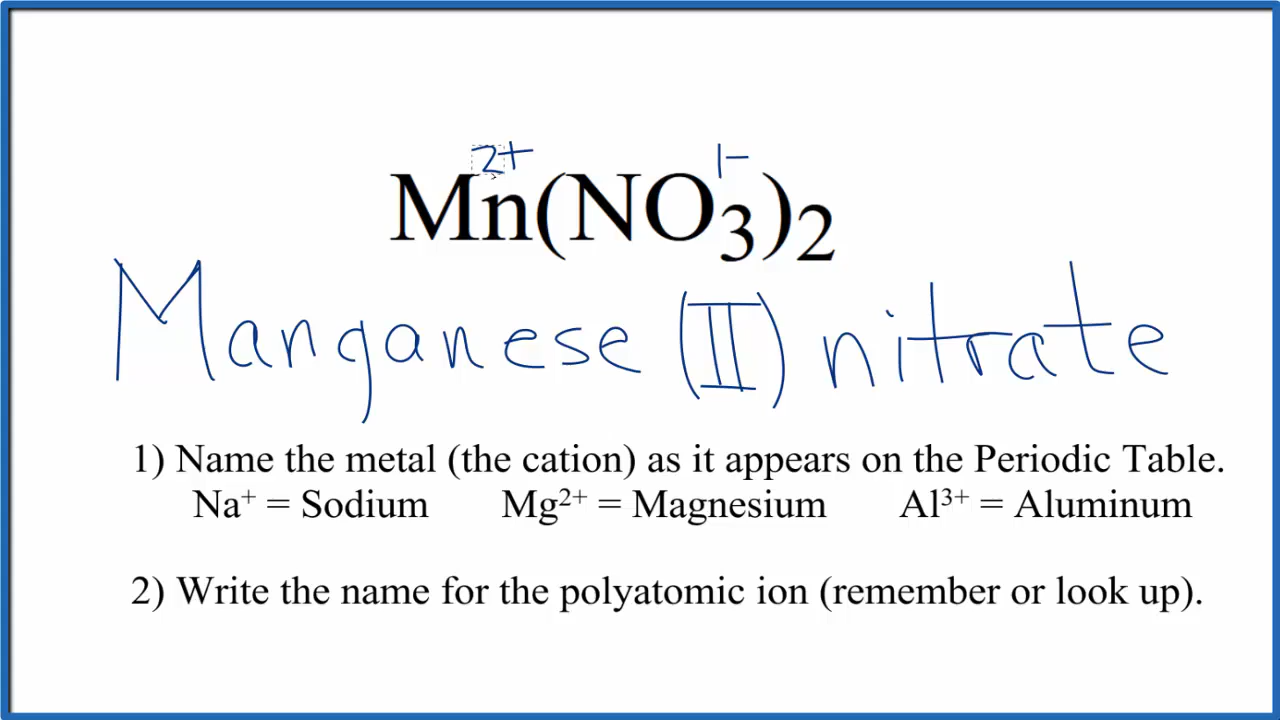 2+ 1-
Mn(NO₃)₂
Manganese (II) nitrate
1) Name the metal (the cation) as it appears on the Periodic Table.
Na⁺ = Sodium Mg²⁺ = Magnesium Al³⁺ = Aluminum
2) Write the name for the polyatomic ion (remember or look up).